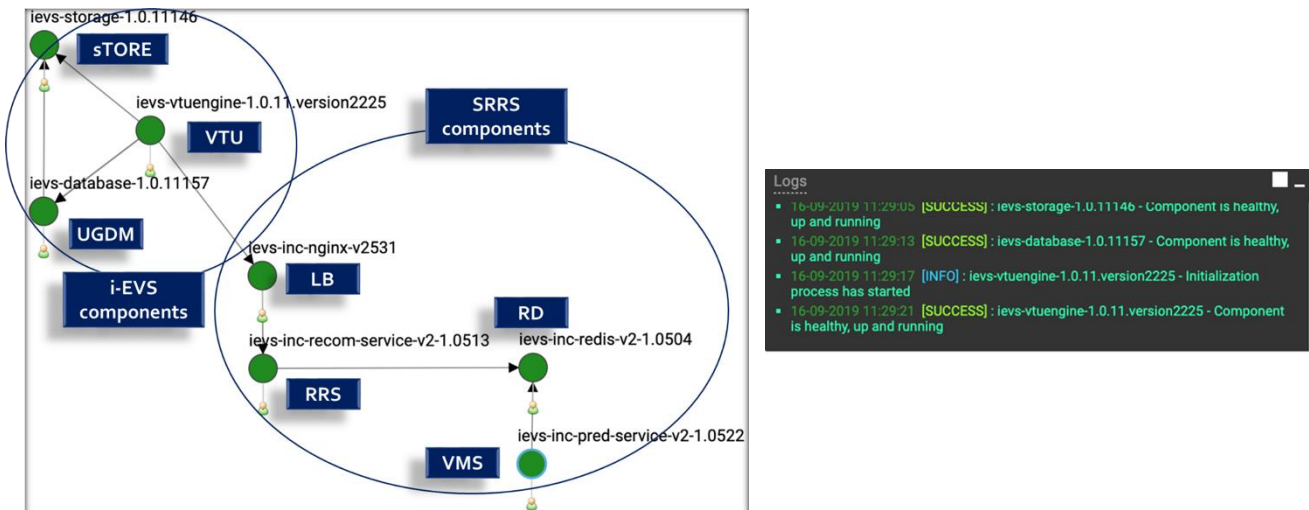 ievs-storage-1.0.11146
sTORE
ievs-vtuengine-1.0.11.version2225
VTU
SRRS
components
ievs-database-1.0.11157
UGDM
i-EVS
components
ievs-inc-nginx-v2531
LB
RD
ievs-inc-recom-service-v2-1.0513
ievs-inc-redis-v2-1.0504
RRS
ievs-inc-pred-service-v2-1.0522
VMS
Logs
16-09-2019 11:29:05 [SUCCESS] : ievs-storage-1.0.11146 - Component is healthy,
up and running
16-09-2019 11:29:13 [SUCCESS] : ievs-database-1.0.11157 - Component is healthy,
up and running
16-09-2019 11:29:17 [INFO] : ievs-vtuengine-1.0.11.version2225 - Initialization
process has started
16-09-2019 11:29:21 [SUCCESS] : ievs-vtuengine-1.0.11.version2225 - Component
is healthy, up and running